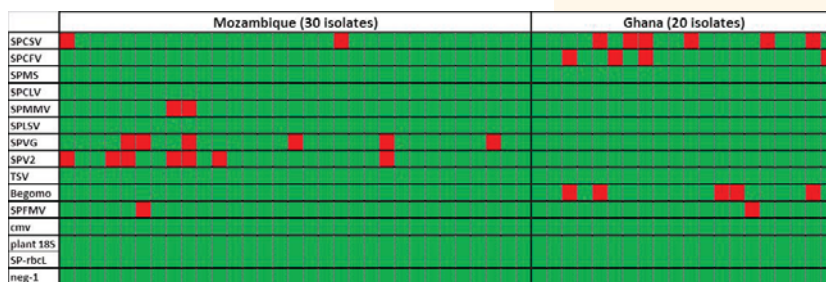 Mozambique (30 isolates) Ghana (20 isolates)
SPCSV
SPCFV
SPMS
SPCLV
SPMMV
SPLSV
SPVG
SPV2
TSV
Begomo
SPFMV
cmv
plant 18S
SP-rbcL
neg-1